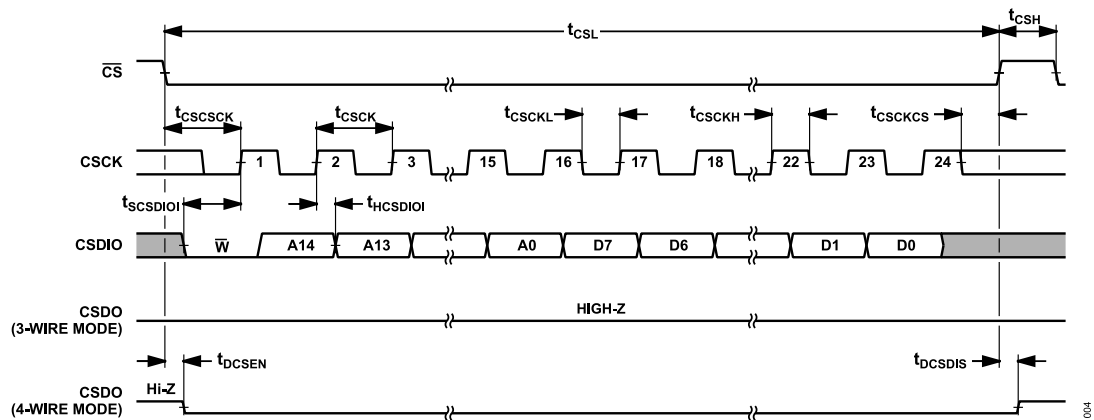 tCSL
tCSH
CS
tCSCSCK
tCSCK
tCSCKL
tCSCKH
tCSCKCS
CSCK
1 2 3 15 16 17 18 22 23 24
tSCSDIOI
tHCSDIOI
CSDIO
W A14 A13 A0 D7 D6 D1 D0
CSDO
(3-WIRE MODE)
HIGH-Z
tDCSEN
tDCSDIS
CSDO
(4-WIRE MODE)
Hi-Z
004